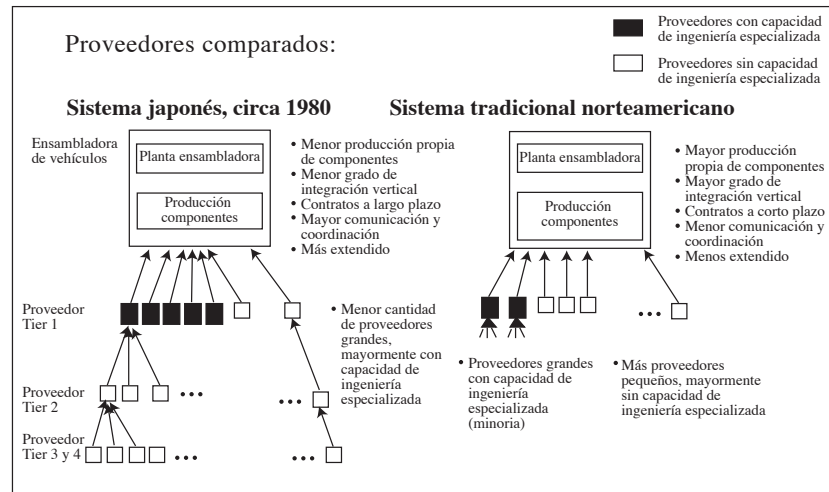 Proveedores comparados:
Proveedores con capacidad
de ingeniería especializada
Proveedores sin capacidad
de ingeniería especializada
Sistema japonés, circa 1980
Ensambladora
de vehículos
Planta ensambladora
Producción
componentes
• Menor producción propia
de componentes
• Menor grado de
integración vertical
• Contratos a largo plazo
• Mayor comunicación y
coordinación
• Más extendido
Proveedor
Tier 1
• Menor cantidad
de proveedores
grandes,
mayormente con
capacidad de
ingeniería
especializada
Proveedor
Tier 2
Proveedor
Tier 3 y 4
Sistema tradicional norteamericano
Planta ensambladora
Producción
componentes
• Mayor producción
propia de componentes
• Mayor grado de
integración vertical
• Contratos a corto plazo
• Menor comunicación y
coordinación
• Menos extendido
• Proveedores grandes
con capacidad de
ingeniería
especializada
(minoria)
• Más proveedores
pequeños, mayormente
sin capacidad de
ingeniería especializada